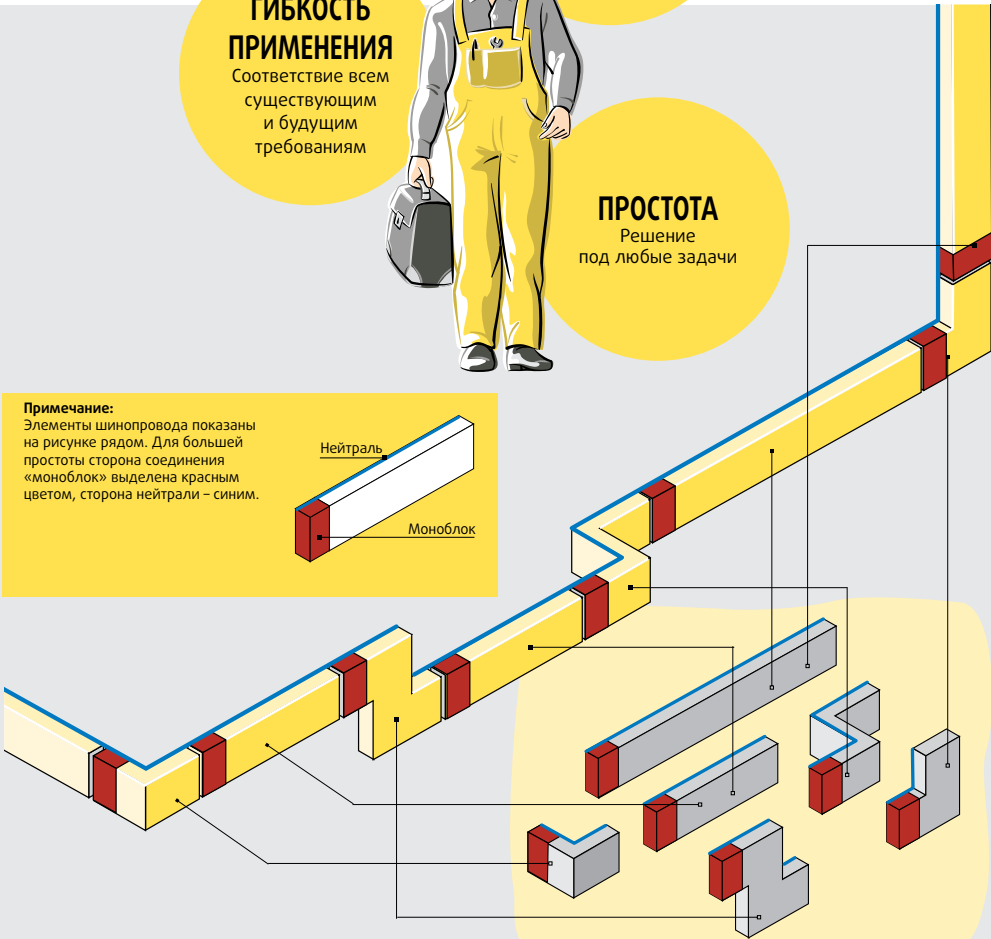 ГИБКОСТЬ
ПРИМЕНЕНИЯ
Соответствие всем
существующим
и будущим
требованиям
ПРОСТОТА
Решение
под любые задачи
Примечание:
Элементы шинопровода показаны
на рисунке рядом. Для большей
простоты сторона соединения
«моноблок» выделена красным
цветом, сторона нейтрали – синим.
Нейтраль
Моноблок